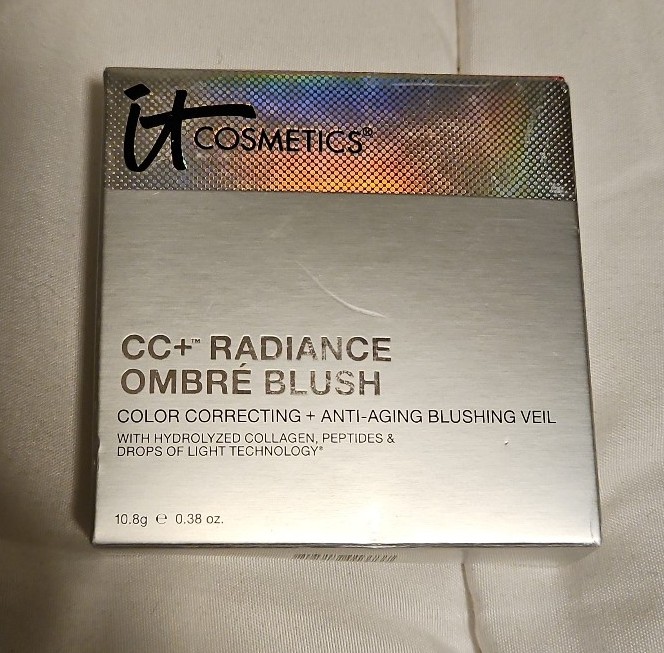 it COSMETICS®
CC+™ RADIANCE
OMBRÉ BLUSH
COLOR CORRECTING + ANTI-AGING BLUSHING VEIL
WITH HYDROLYZED COLLAGEN, PEPTIDES &
DROPS OF LIGHT TECHNOLOGY®
10.8g ℮ 0.38 oz.